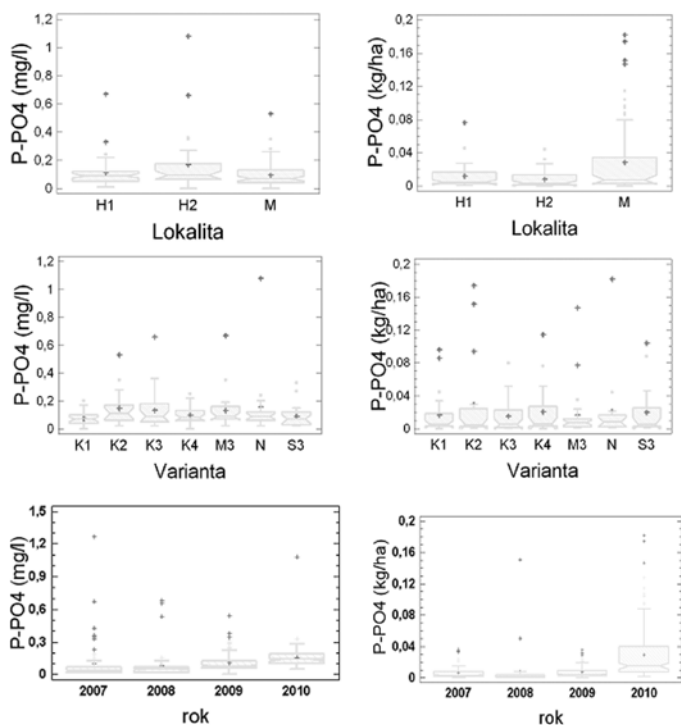 P-PO4 (mg/l)
1,2
1
0,8
0,6
0,4
0,2
0
H1 H2 M
Lokalita
P-PO4 (kg/ha)
0,2
0,16
0,12
0,08
0,04
0
H1 H2 M
Lokalita
P-PO4 (mg/l)
1,2
1
0,8
0,6
0,4
0,2
0
K1 K2 K3 K4 M3 N S3
Varianta
P-PO4 (kg/ha)
0,2
0,16
0,12
0,08
0,04
0
K1 K2 K3 K4 M3 N S3
Varianta
P-PO4 (mg/l)
1,5
1,2
0,9
0,6
0,3
0
2007 2008 2009 2010
rok
P-PO4 (kg/ha)
0,2
0,16
0,12
0,08
0,04
0
2007 2008 2009 2010
rok